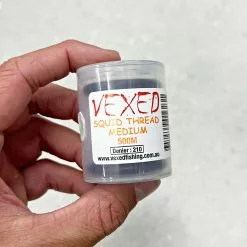 VEXED
SQUID THREAD
MEDIUM
500M
Denier: 210
www.vexedfishing.com.au